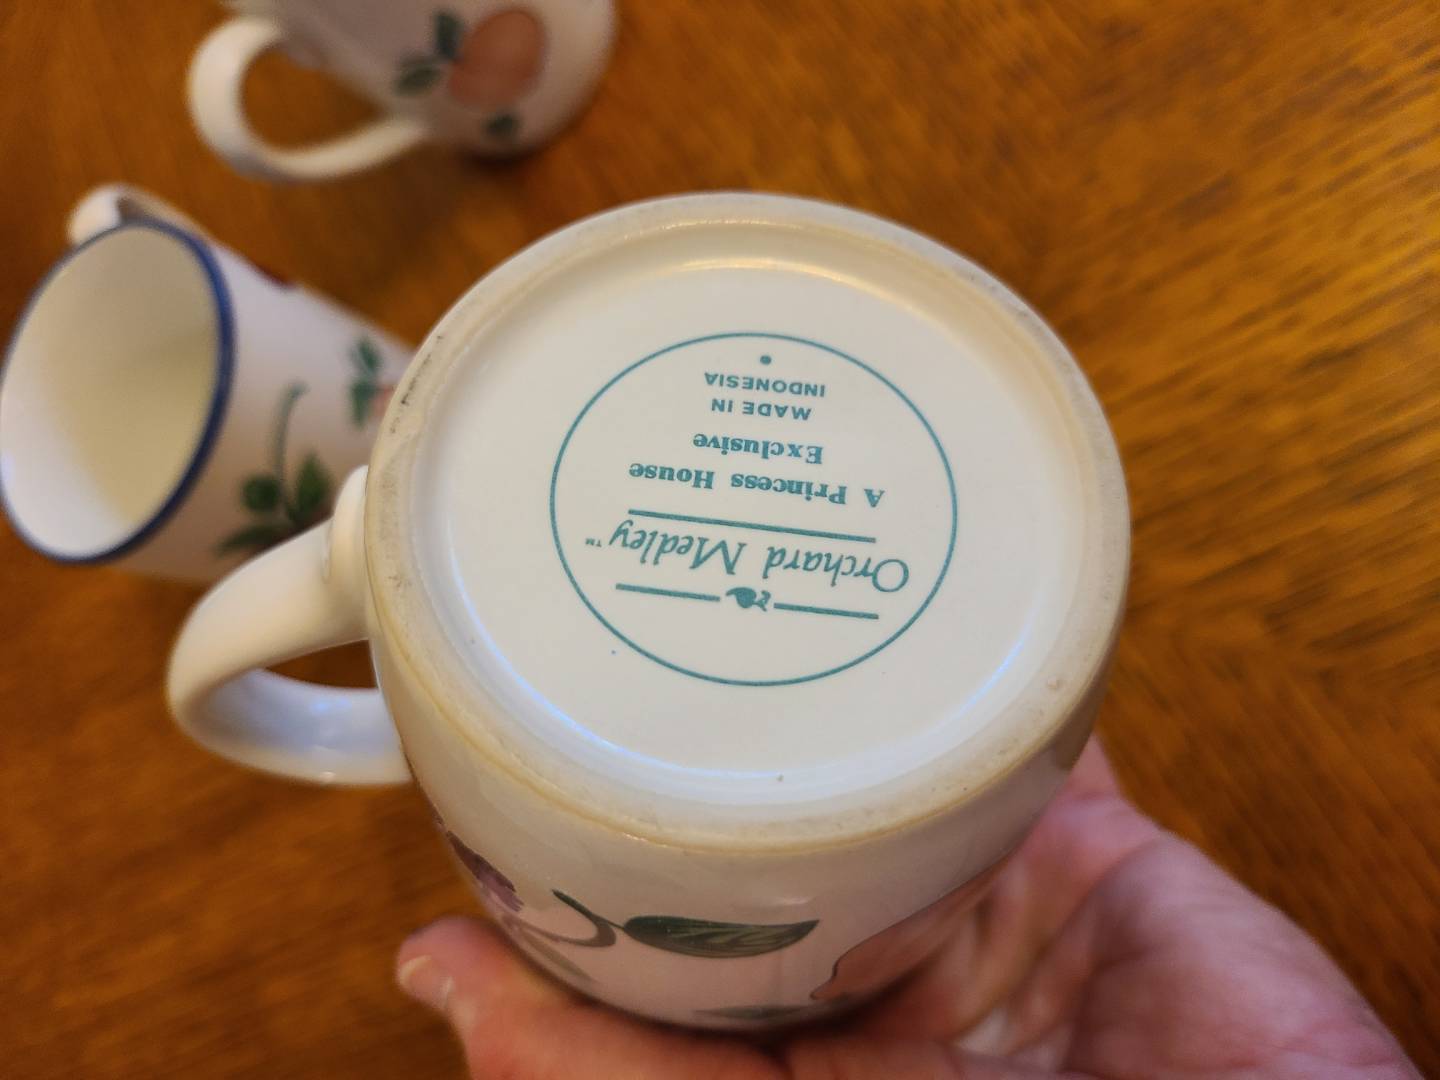 Orchard Medley™
A Princess House
Exclusive
MADE IN
INDONESIA